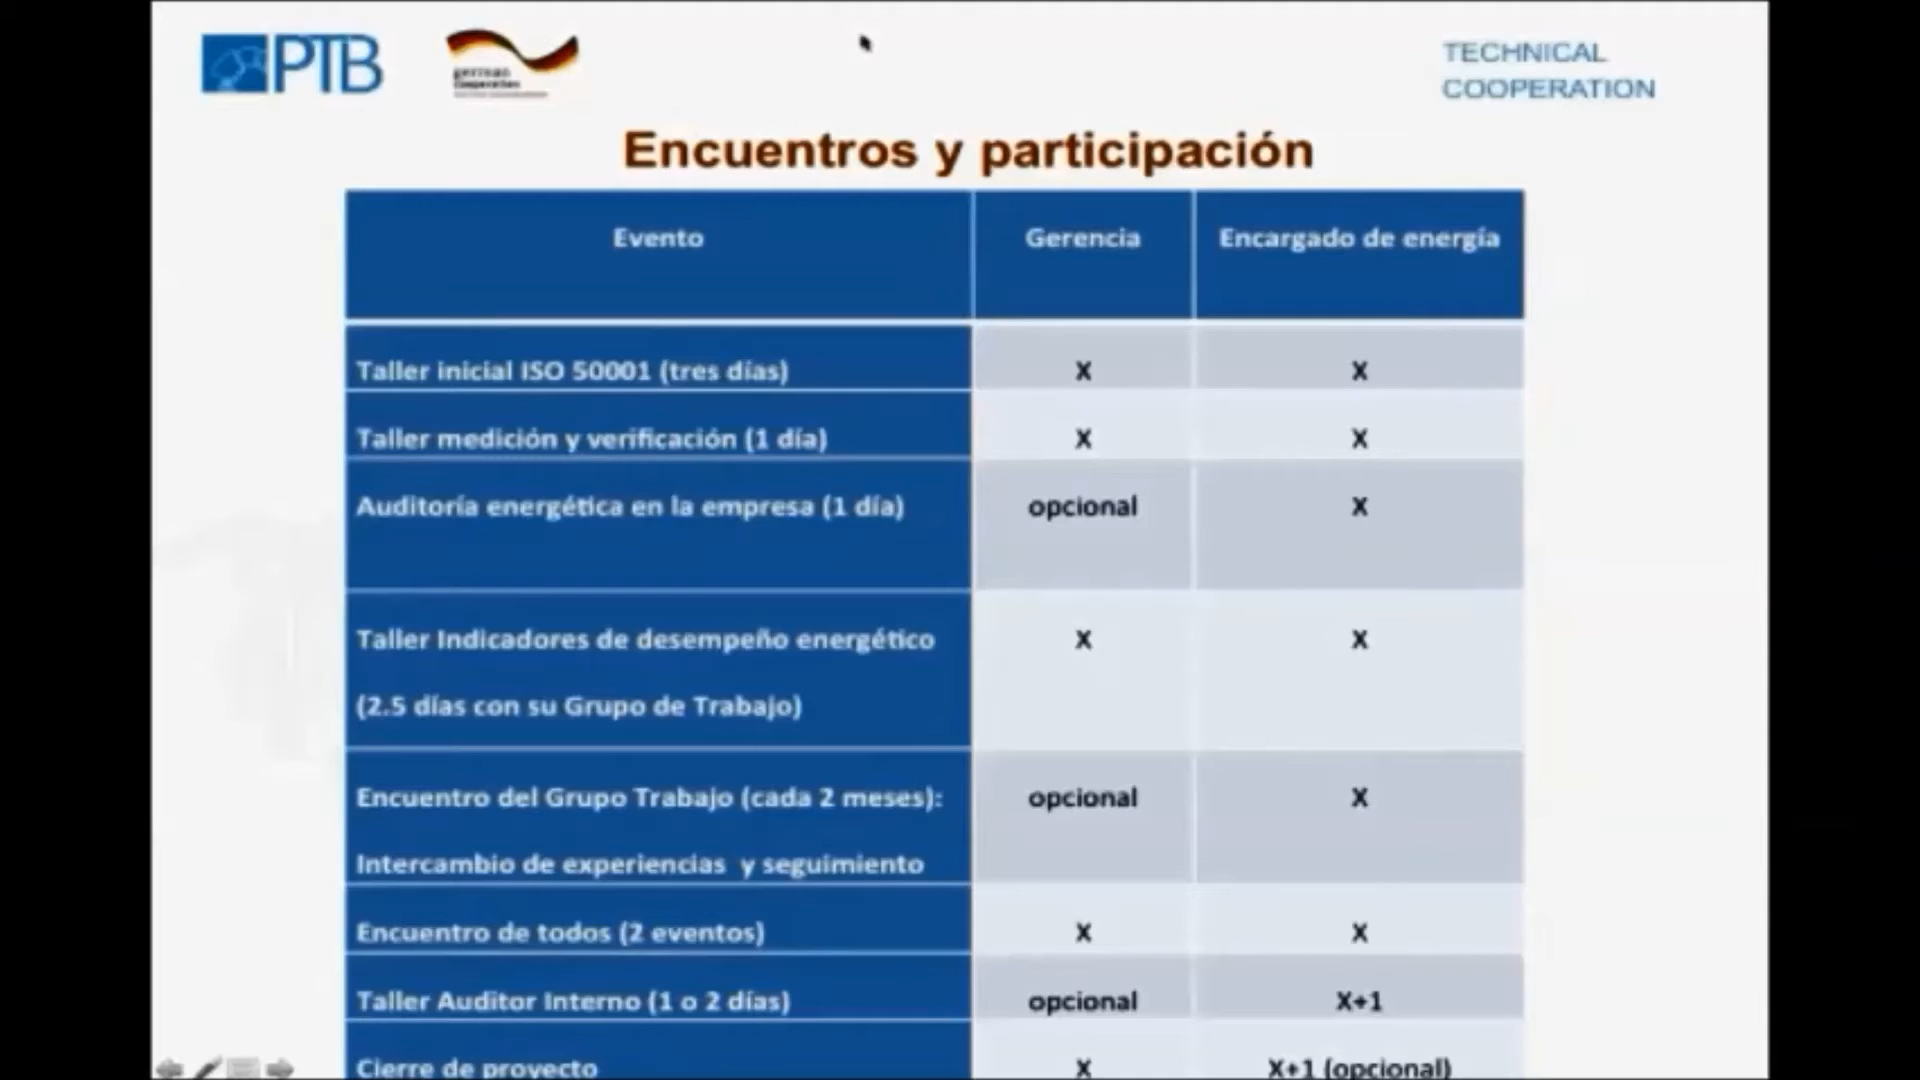 PTB
german
cooperation
TECHNICAL
COOPERATION
Encuentros y participación
Evento Gerencia Encargado de energía
Taller inicial ISO 50001 (tres días) X X
Taller medición y verificación (1 día) X X
Auditoría energética en la empresa (1 día) opcional X
Taller Indicadores de desempeño energético X X
(2.5 días con su Grupo de Trabajo)
Encuentro del Grupo Trabajo (cada 2 meses): opcional X
Intercambio de experiencias y seguimiento
Encuentro de todos (2 eventos) X X
Taller Auditor Interno (1 o 2 días) opcional X+1
Cierre de proyecto X X+1 (opcional)